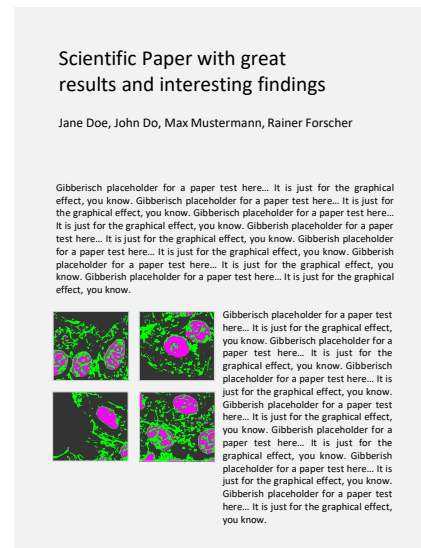 Scientific Paper with great
results and interesting findings
Jane Doe, John Do, Max Mustermann, Rainer Forscher
Gibberisch placeholder for a paper test here... It is just for the graphical
effect, you know. Gibberisch placeholder for a paper test here... It is just for
the graphical effect, you know. Gibberisch placeholder for a paper test here...
It is just for the graphical effect, you know. Gibberish placeholder for a paper
test here... It is just for the graphical effect, you know. Gibberish placeholder
for a paper test here... It is just for the graphical effect, you know. Gibberish
placeholder for a paper test here... It is just for the graphical effect, you
know. Gibberish placeholder for a paper test here... It is just for the graphical
effect, you know.
Gibberisch placeholder for a paper test
here... It is just for the graphical effect,
you know. Gibberisch placeholder for a
paper test here... It is just for the
graphical effect, you know. Gibberisch
placeholder for a paper test here... It is
just for the graphical effect, you know.
Gibberish placeholder for a paper test
here... It is just for the graphical effect,
you know. Gibberish placeholder for a
paper test here... It is just for the
graphical effect, you know. Gibberish
placeholder for a paper test here... It is
just for the graphical effect, you know.
Gibberish placeholder for a paper test
here... It is just for the graphical effect,
you know.